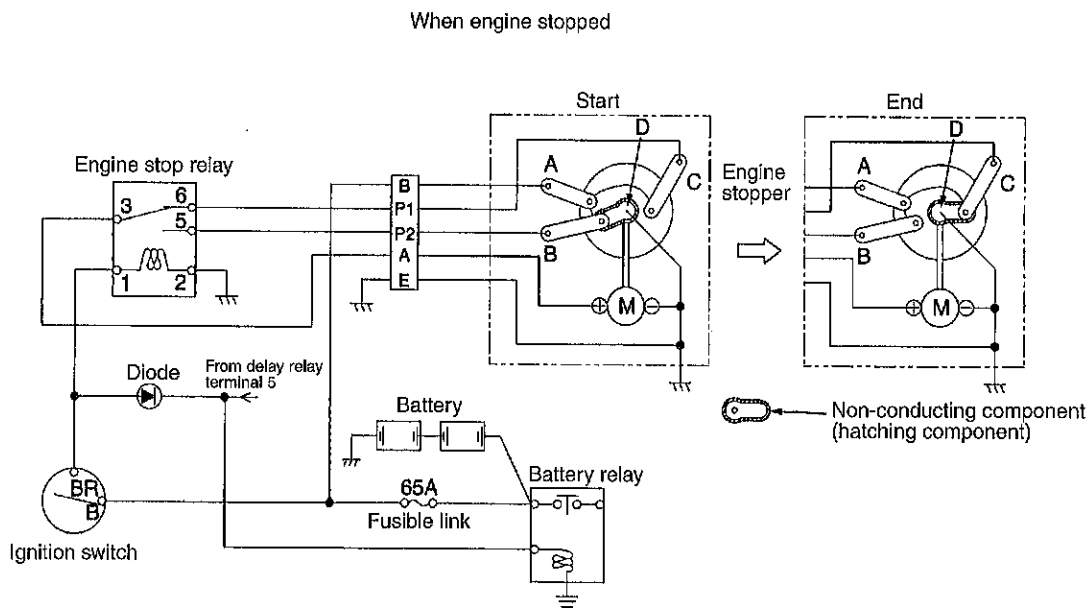 When engine stopped
Start
End
D
D
Engine stop relay
A
C
Engine
stopper
A
C
3
6
5
1
2
B
P1
P2
A
E
B
B
+
M
−
+
M
−
Diode
From delay relay
terminal 5
Battery
Non-conducting component
(hatching component)
Battery relay
BR
B
65A
Fusible link
Ignition switch